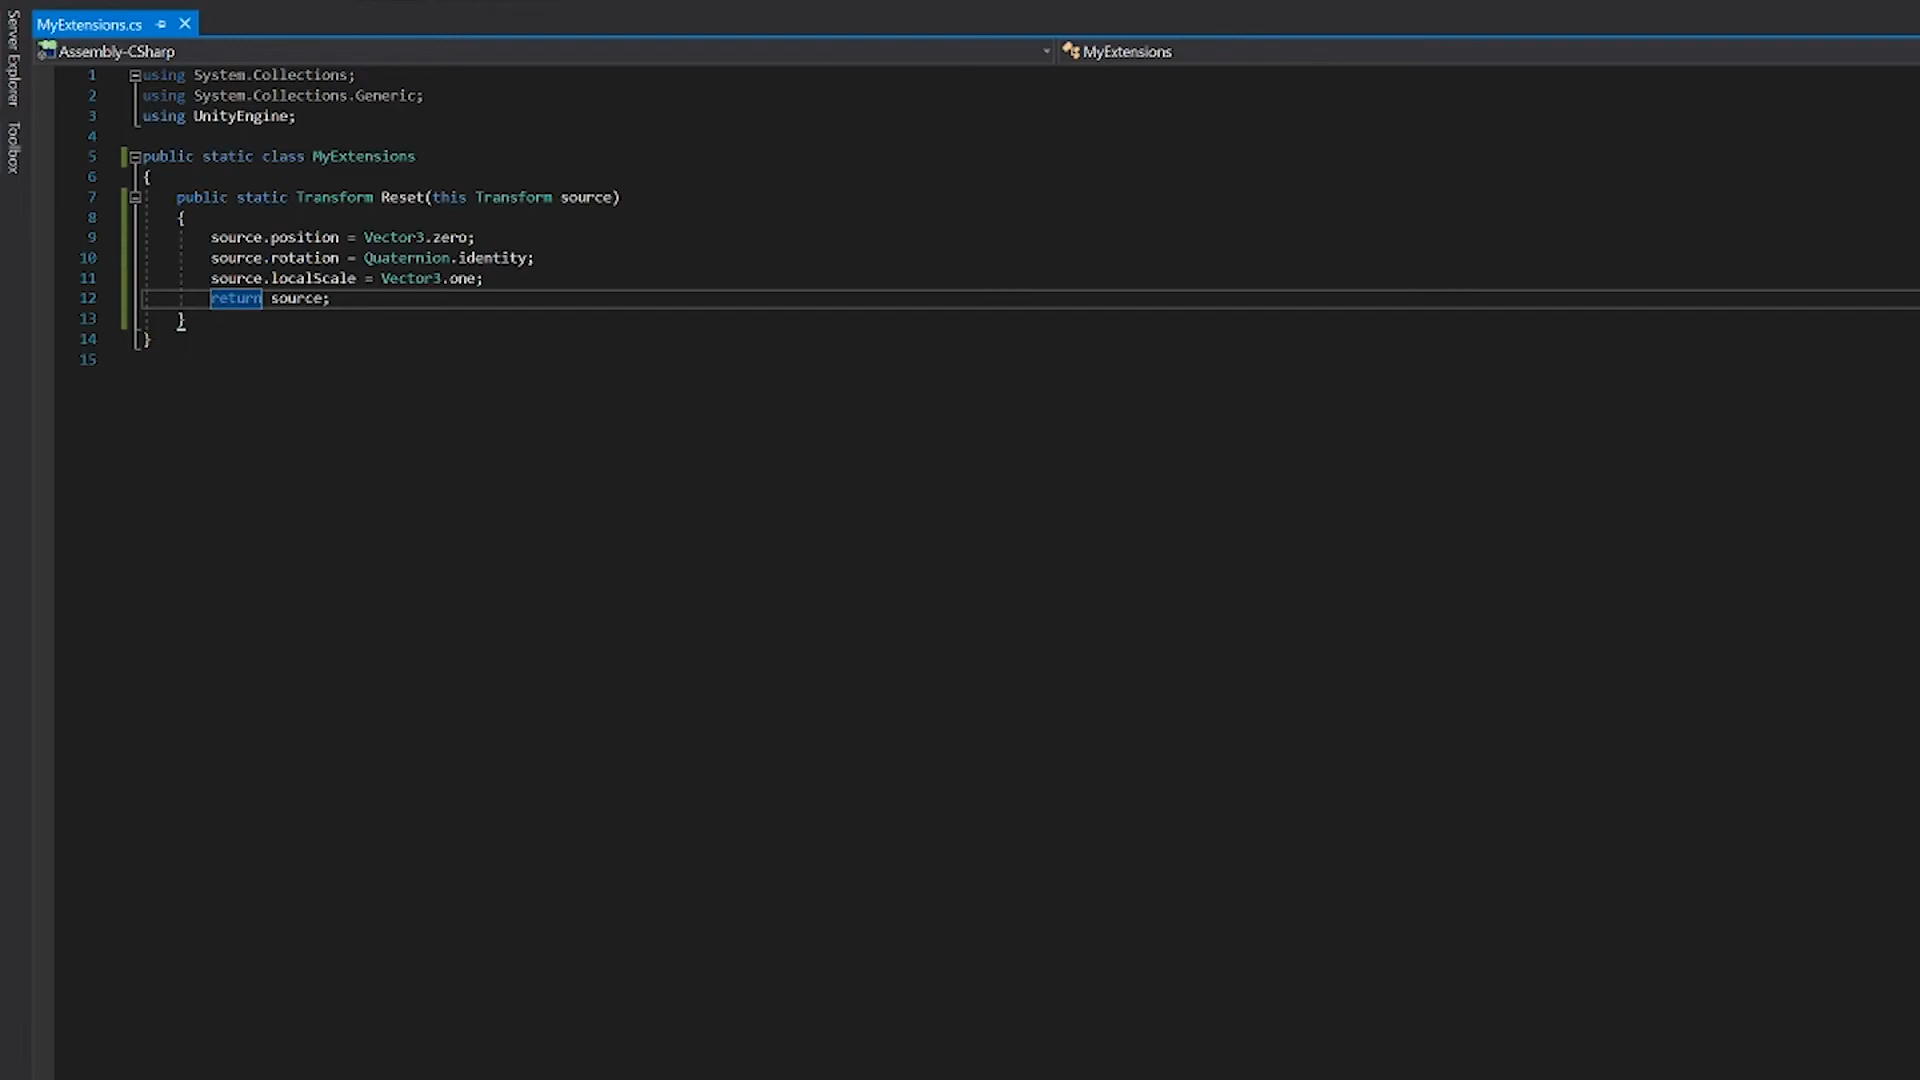 MyExtensions.cs
Assembly-CSharp
MyExtensions
Server Explorer
Toolbox
1 using System.Collections;
2 using System.Collections.Generic;
3 using UnityEngine;
4
5 public static class MyExtensions
6 {
7 public static Transform Reset(this Transform source)
8 {
9 source.position = Vector3.zero;
10 source.rotation = Quaternion.identity;
11 source.localScale = Vector3.one;
12 return source;
13 }
14 }
15